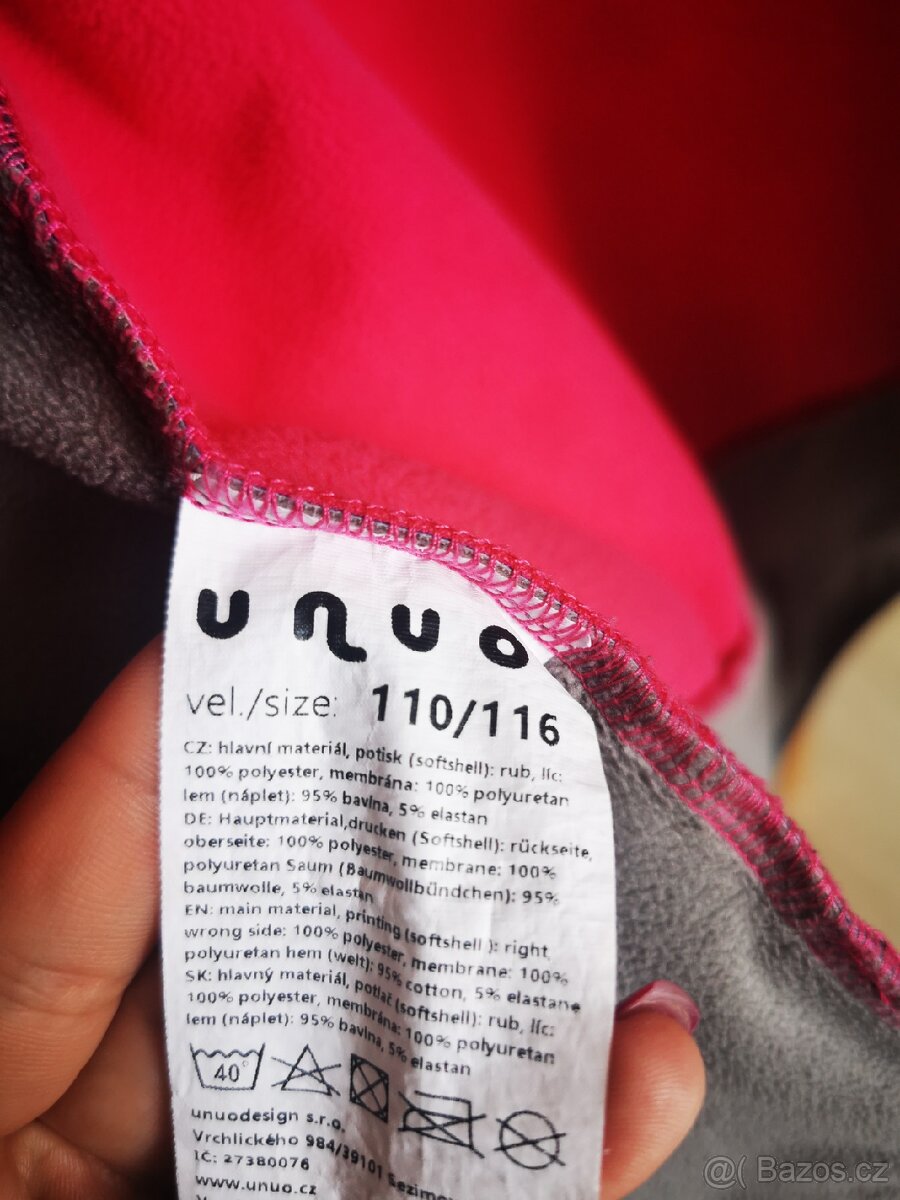 unuo
vel./size: 110/116
CZ: hlavní materiál, potisk (softshell): rub, líc:
100% polyester, membrána: 100% polyuretan
lem (náplet): 95% bavlna, 5% elastan
DE: Hauptmaterial,drucken (Softshell): rückseite,
oberseite: 100% polyester, membrane: 100%
polyuretan Saum (Baumwollbündchen): 95%
baumwolle, 5% elastan
EN: main material, printing (softshell ): right
wrong side: 100% polyester, membrane: 100%
polyuretan hem (welt): 95% cotton, 5% elastane
SK: hlavný materiál, potlač (softshell): rub, líc:
100% polyester, membrána: 100% polyuretan
lem (náplet): 95% bavlna, 5% elastan
40°
unuodesign s.r.o.
Vrchlického 984/39101 Sezimovo
IČ: 27380076
www.unuo.cz
@( Bazos.cz